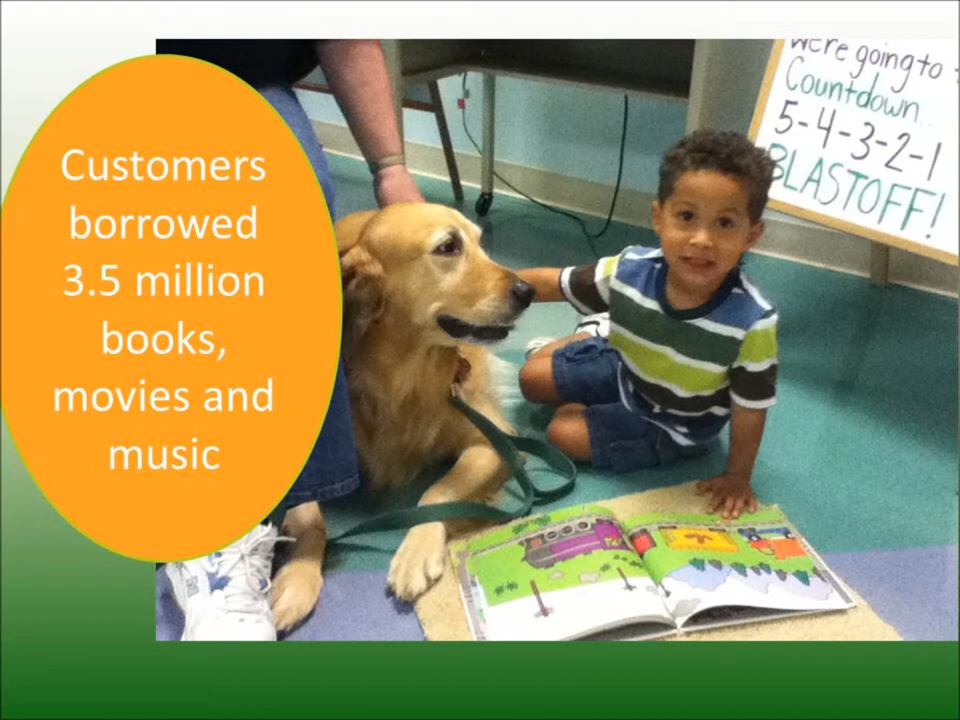 Customers
borrowed
3.5 million
books,
movies and
music
We're going to
Countdown...
5-4-3-2-1
BLASTOFF!